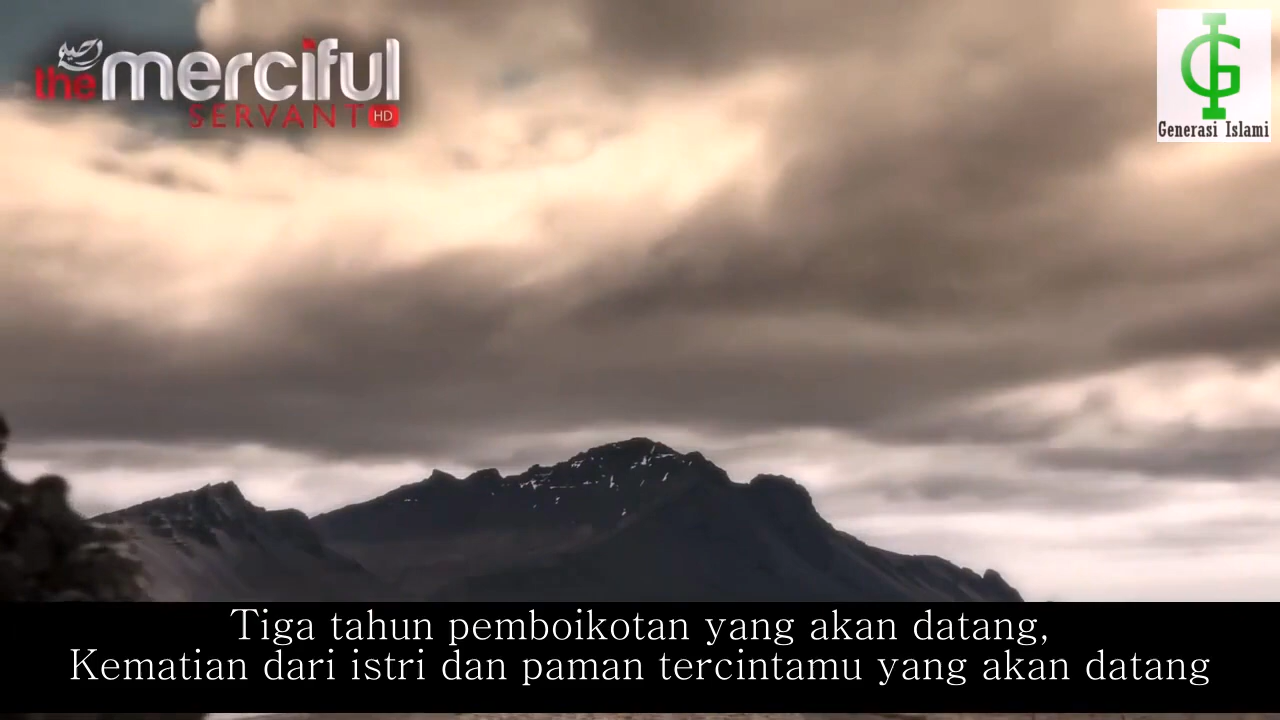 the merciful
SERVANT HD
Generasi Islami
Tiga tahun pemboikotan yang akan datang,
Kematian dari istri dan paman tercintamu yang akan datang